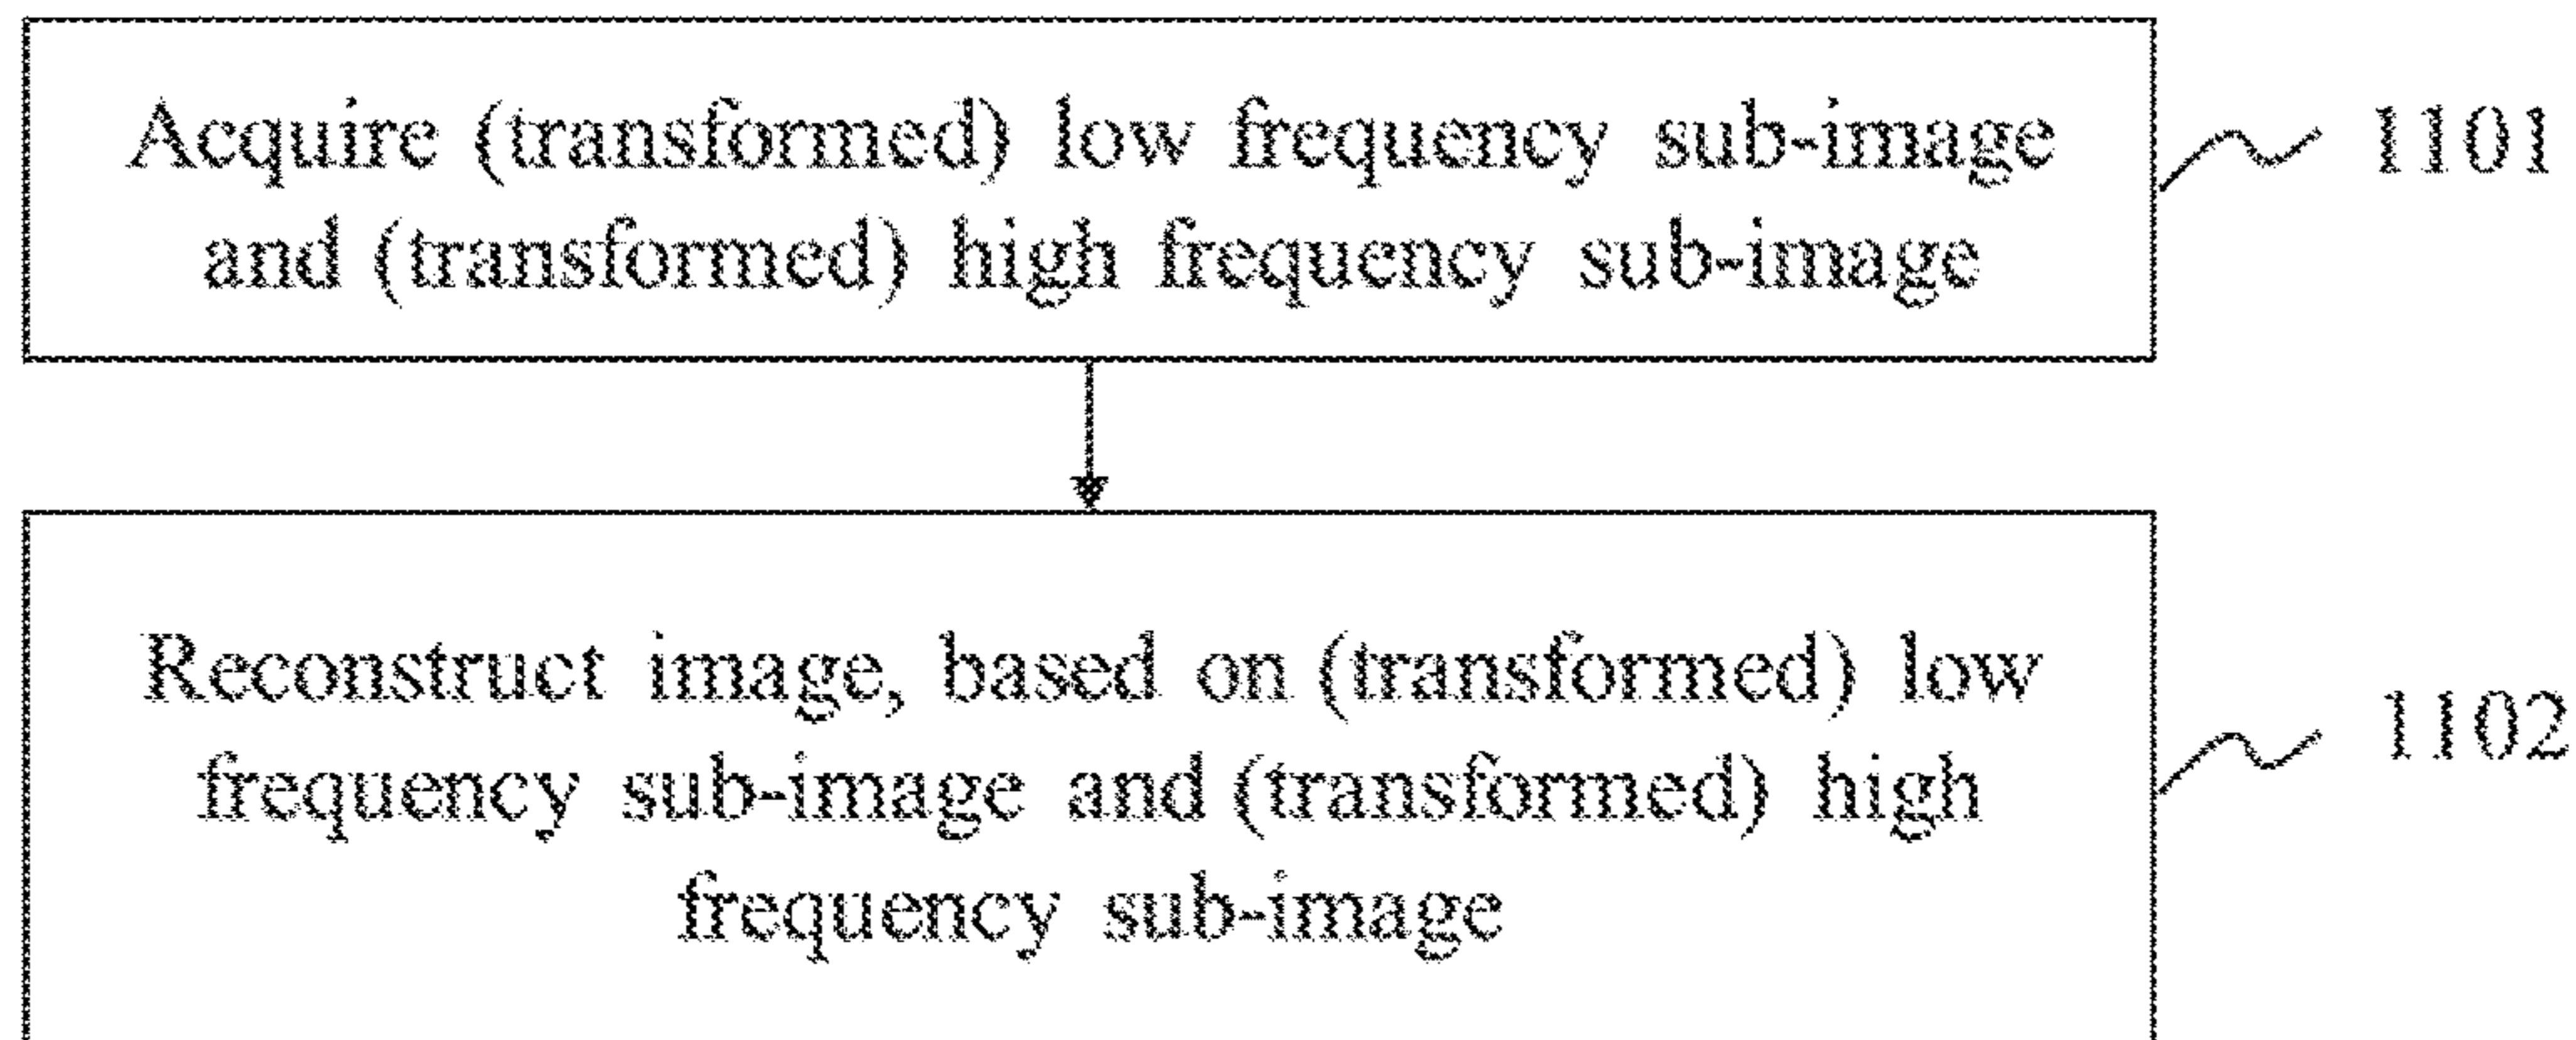 Acquire (transformed) low frequency sub-image
and (transformed) high frequency sub-image
1101
Reconstruct image, based on (transformed) low
frequency sub-image and (transformed) high
frequency sub-image
1102